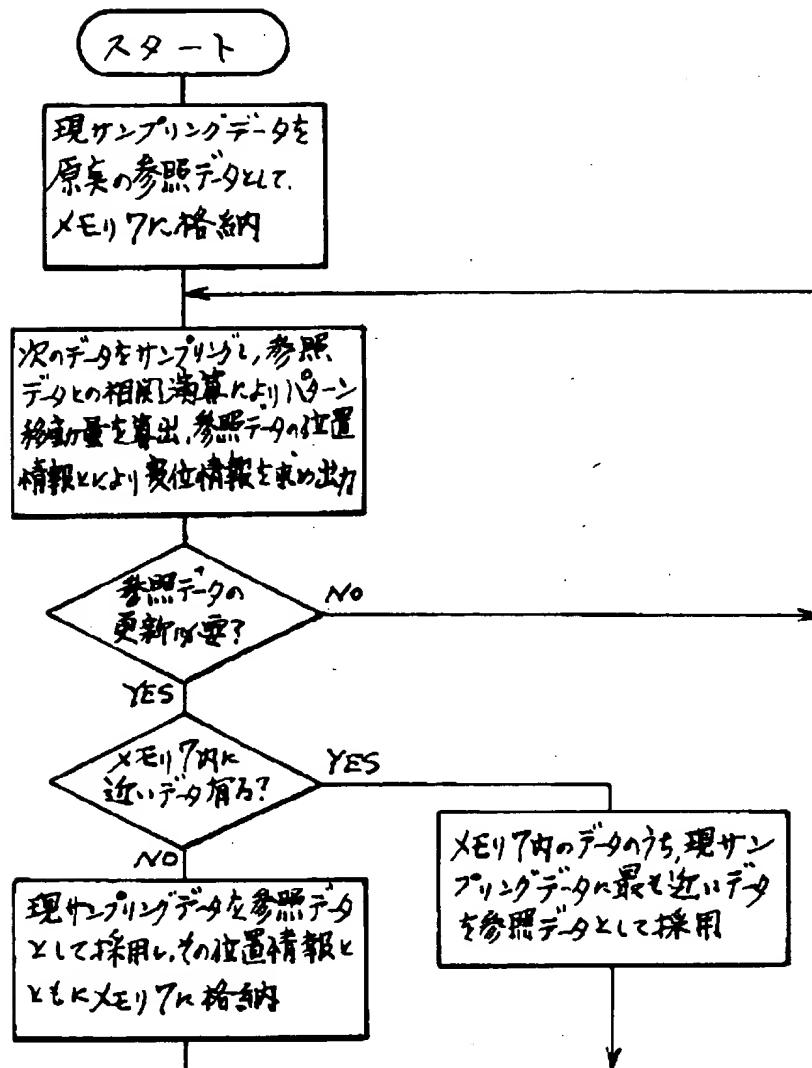 スタート
現サンプリングデータを
原点の参照データとして、
メモリ7に格納
次のデータをサンプリングし、参照
データとの相関演算によりパターン
移動量を算出、参照データの位置
情報とにより変位情報を求め出力
参照データの
更新必要?
NO
YES
メモリ7内に
近いデータ有る?
YES
NO
メモリ7内のデータのうち、現サン
プリングデータに最も近いデータ
を参照データとして採用
現サンプリングデータを参照データ
として採用し、その位置情報と
ともにメモリ7に格納